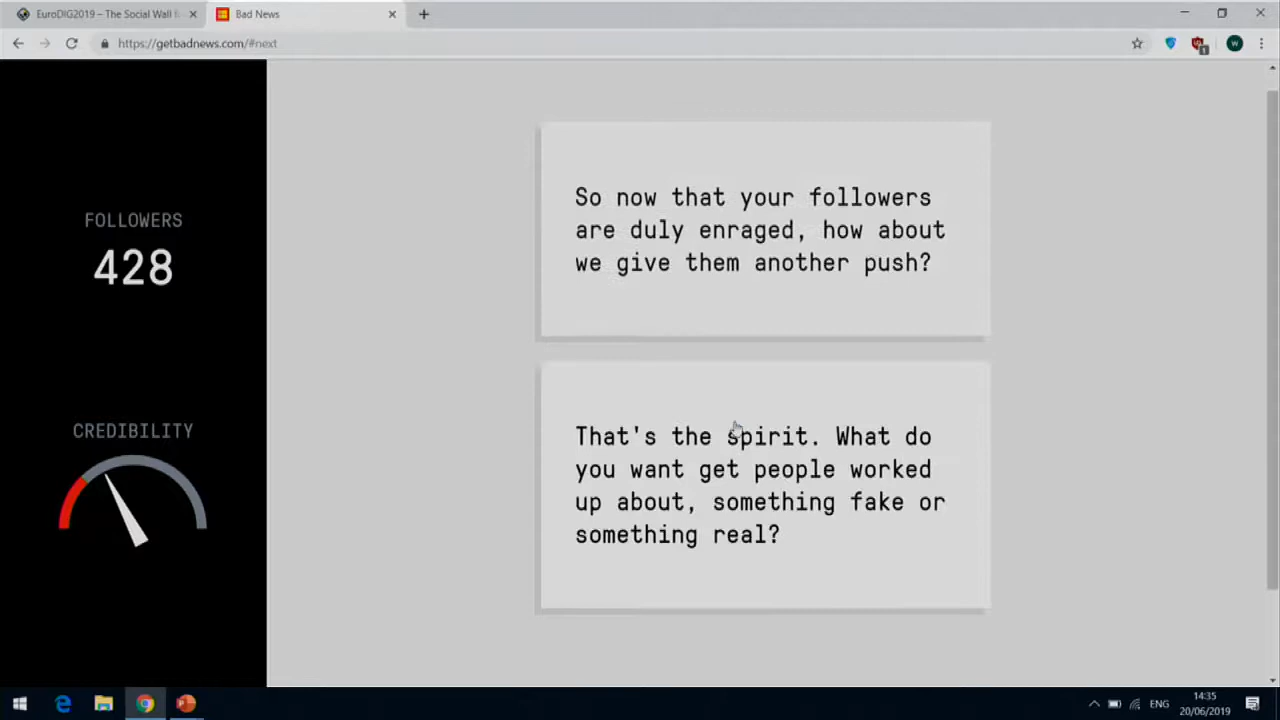 EuroDIG2019 – The Social Wall
Bad News
https://getbadnews.com/#next
FOLLOWERS
428
CREDIBILITY
So now that your followers
are duly enraged, how about
we give them another push?
That's the spirit. What do
you want get people worked
up about, something fake or
something real?
ENG
14:35
20/06/2019